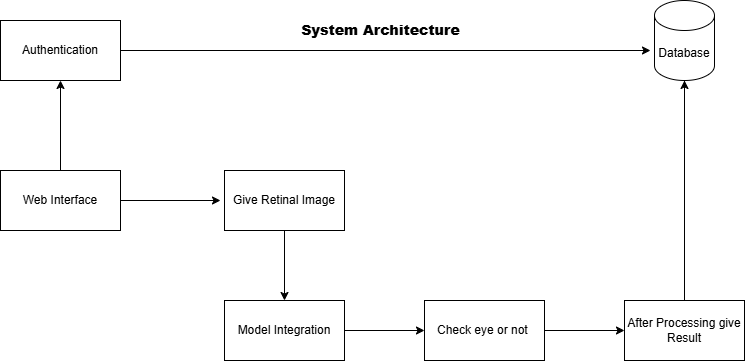 System Architecture
Authentication
Database
Web Interface
Give Retinal Image
Model Integration
Check eye or not
After Processing give
Result